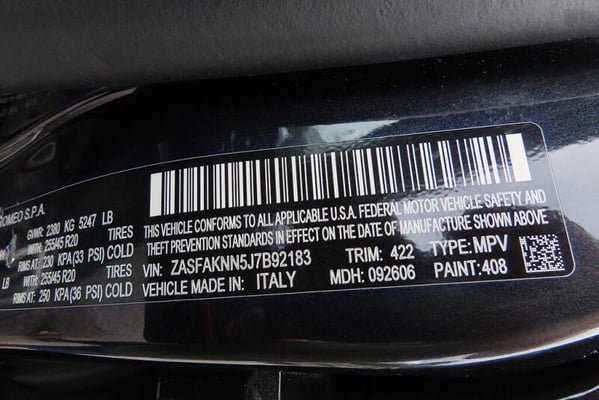 ROMEO S.P.A.
GWR: 2380 KG 5247 LB
WITH: 255/45 R20 TIRES
RIMS AT: 230 KPA(33 PSI) COLD
LB
WITH: 255/45 R20 TIRES
RIMS AT: 250 KPA(36 PSI) COLD
THIS VEHICLE CONFORMS TO ALL APPLICABLE U.S.A. FEDERAL MOTOR VEHICLE SAFETY AND
THEFT PREVENTION STANDARDS IN EFFECT ON THE DATE OF MANUFACTURE SHOWN ABOVE.
VIN: ZASFAKNN5J7B92183 TRIM: 422 TYPE: MPV
VEHICLE MADE IN: ITALY MDH: 092606 PAINT: 408